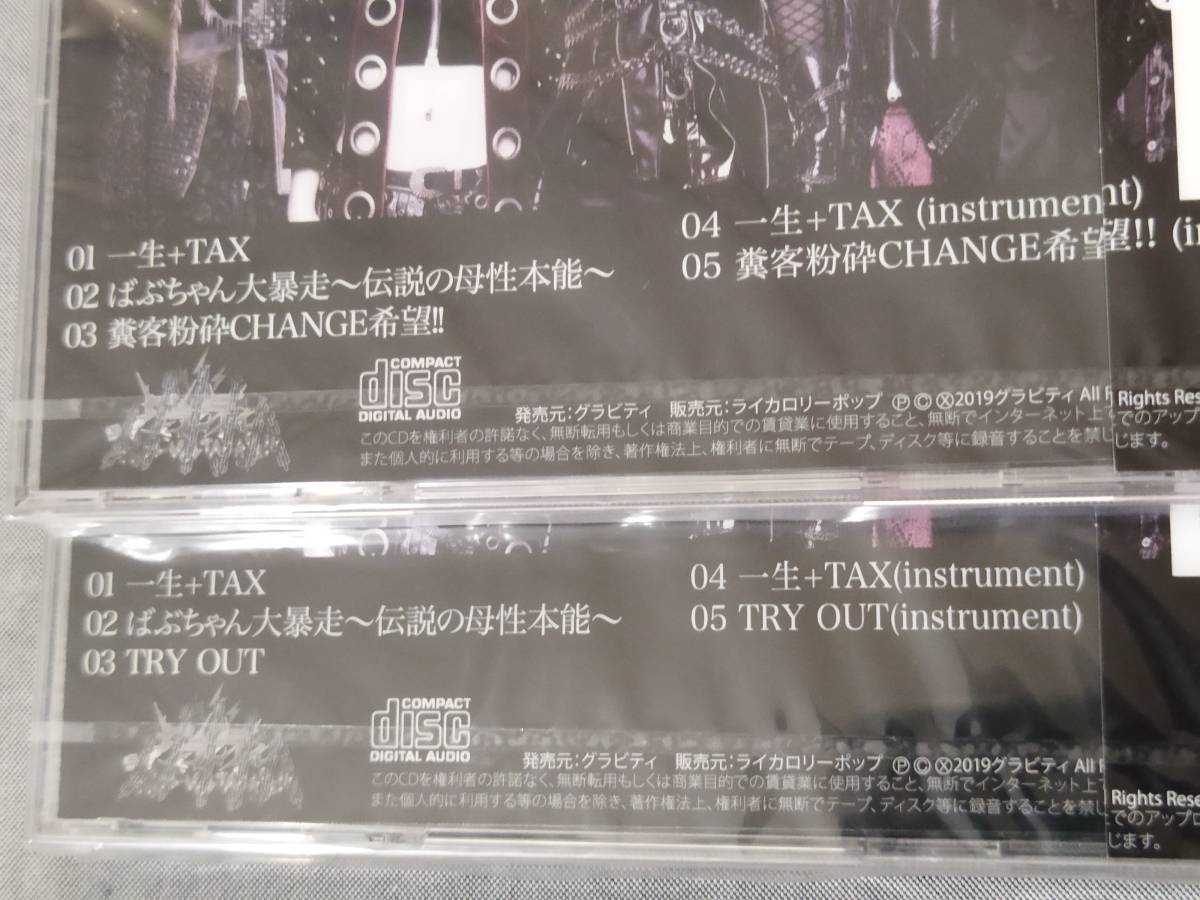 01 一生+TAX
02 ばぶちゃん大暴走～伝説の母性本能～
03 糞客粉砕CHANGE希望!!
04 一生+TAX (instrument)
05 糞客粉砕CHANGE希望!! (in
COMPACT
disc
DIGITAL AUDIO
発売元:グラビティ 販売元:ライカロリーポップ ⓅⒸⓍ2019グラビティ All Rights Rese
このCDを権利者の許諾なく、無断転用もしくは商業目的での賃貸業に使用すること、無断でインターネット上でのアップ
また個人的に利用する等の場合を除き、著作権法上、権利者に無断でテープ、ディスク等に録音することを禁じます。
01 一生+TAX
02 ばぶちゃん大暴走～伝説の母性本能～
03 TRY OUT
04 一生+TAX(instrument)
05 TRY OUT(instrument)
COMPACT
disc
DIGITAL AUDIO
発売元:グラビティ 販売元:ライカロリーポップ ⓅⒸⓍ2019グラビティ All Rights Rese
このCDを権利者の許諾なく、無断転用もしくは商業目的での賃貸業に使用すること、無断でインターネット上でのアップロ
また個人的に利用する等の場合を除き、著作権法上、権利者に無断でテープ、ディスク等に録音することを禁じます。